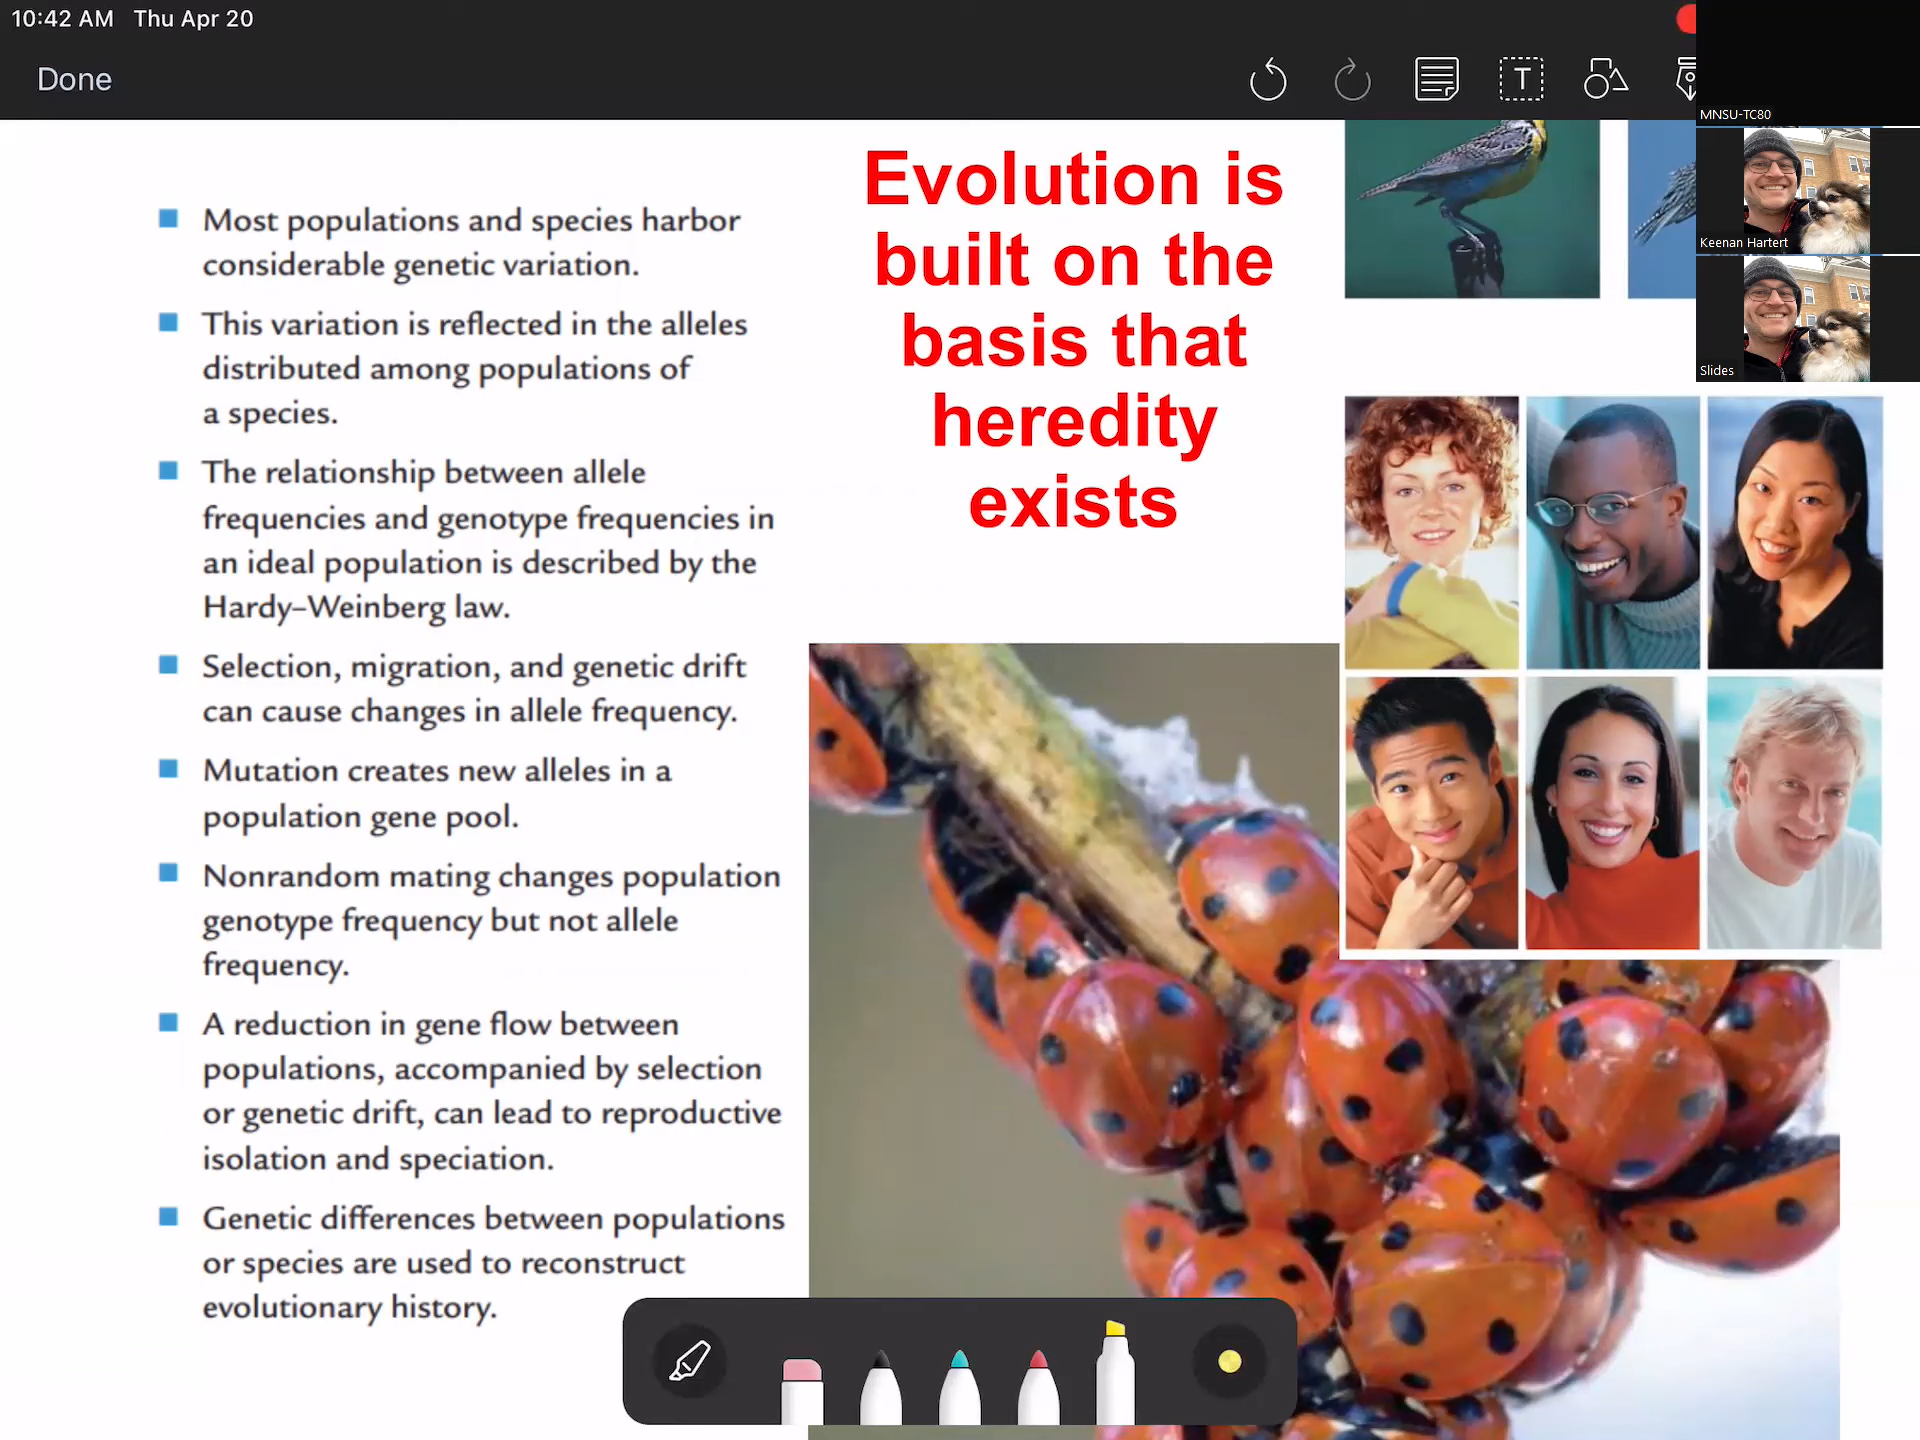 10:42 AM Thu Apr 20
Done
MNSU-TC80
Keenan Hartert
Slides
T
Evolution is
built on the
basis that
heredity
exists
Most populations and species harbor
considerable genetic variation.
This variation is reflected in the alleles
distributed among populations of
a species.
The relationship between allele
frequencies and genotype frequencies in
an ideal population is described by the
Hardy–Weinberg law.
Selection, migration, and genetic drift
can cause changes in allele frequency.
Mutation creates new alleles in a
population gene pool.
Nonrandom mating changes population
genotype frequency but not allele
frequency.
A reduction in gene flow between
populations, accompanied by selection
or genetic drift, can lead to reproductive
isolation and speciation.
Genetic differences between populations
or species are used to reconstruct
evolutionary history.